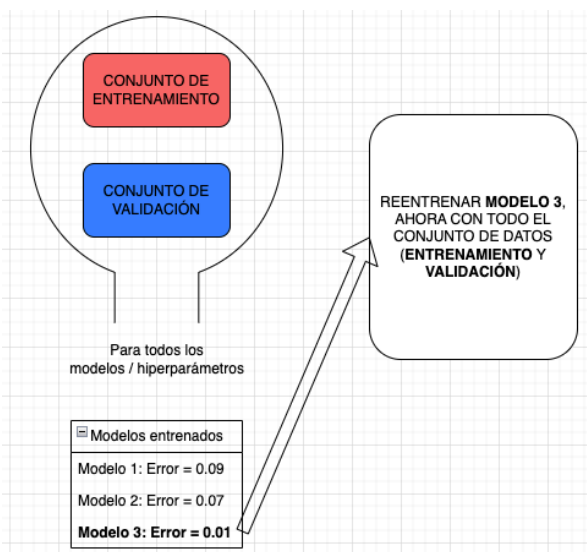 CONJUNTO DE
ENTRENAMIENTO
CONJUNTO DE
VALIDACIÓN
Para todos los
modelos / hiperparámetros
Modelos entrenados
Modelo 1: Error = 0.09
Modelo 2: Error = 0.07
Modelo 3: Error = 0.01
REENTRENAR MODELO 3,
AHORA CON TODO EL
CONJUNTO DE DATOS
(ENTRENAMIENTO Y
VALIDACIÓN)